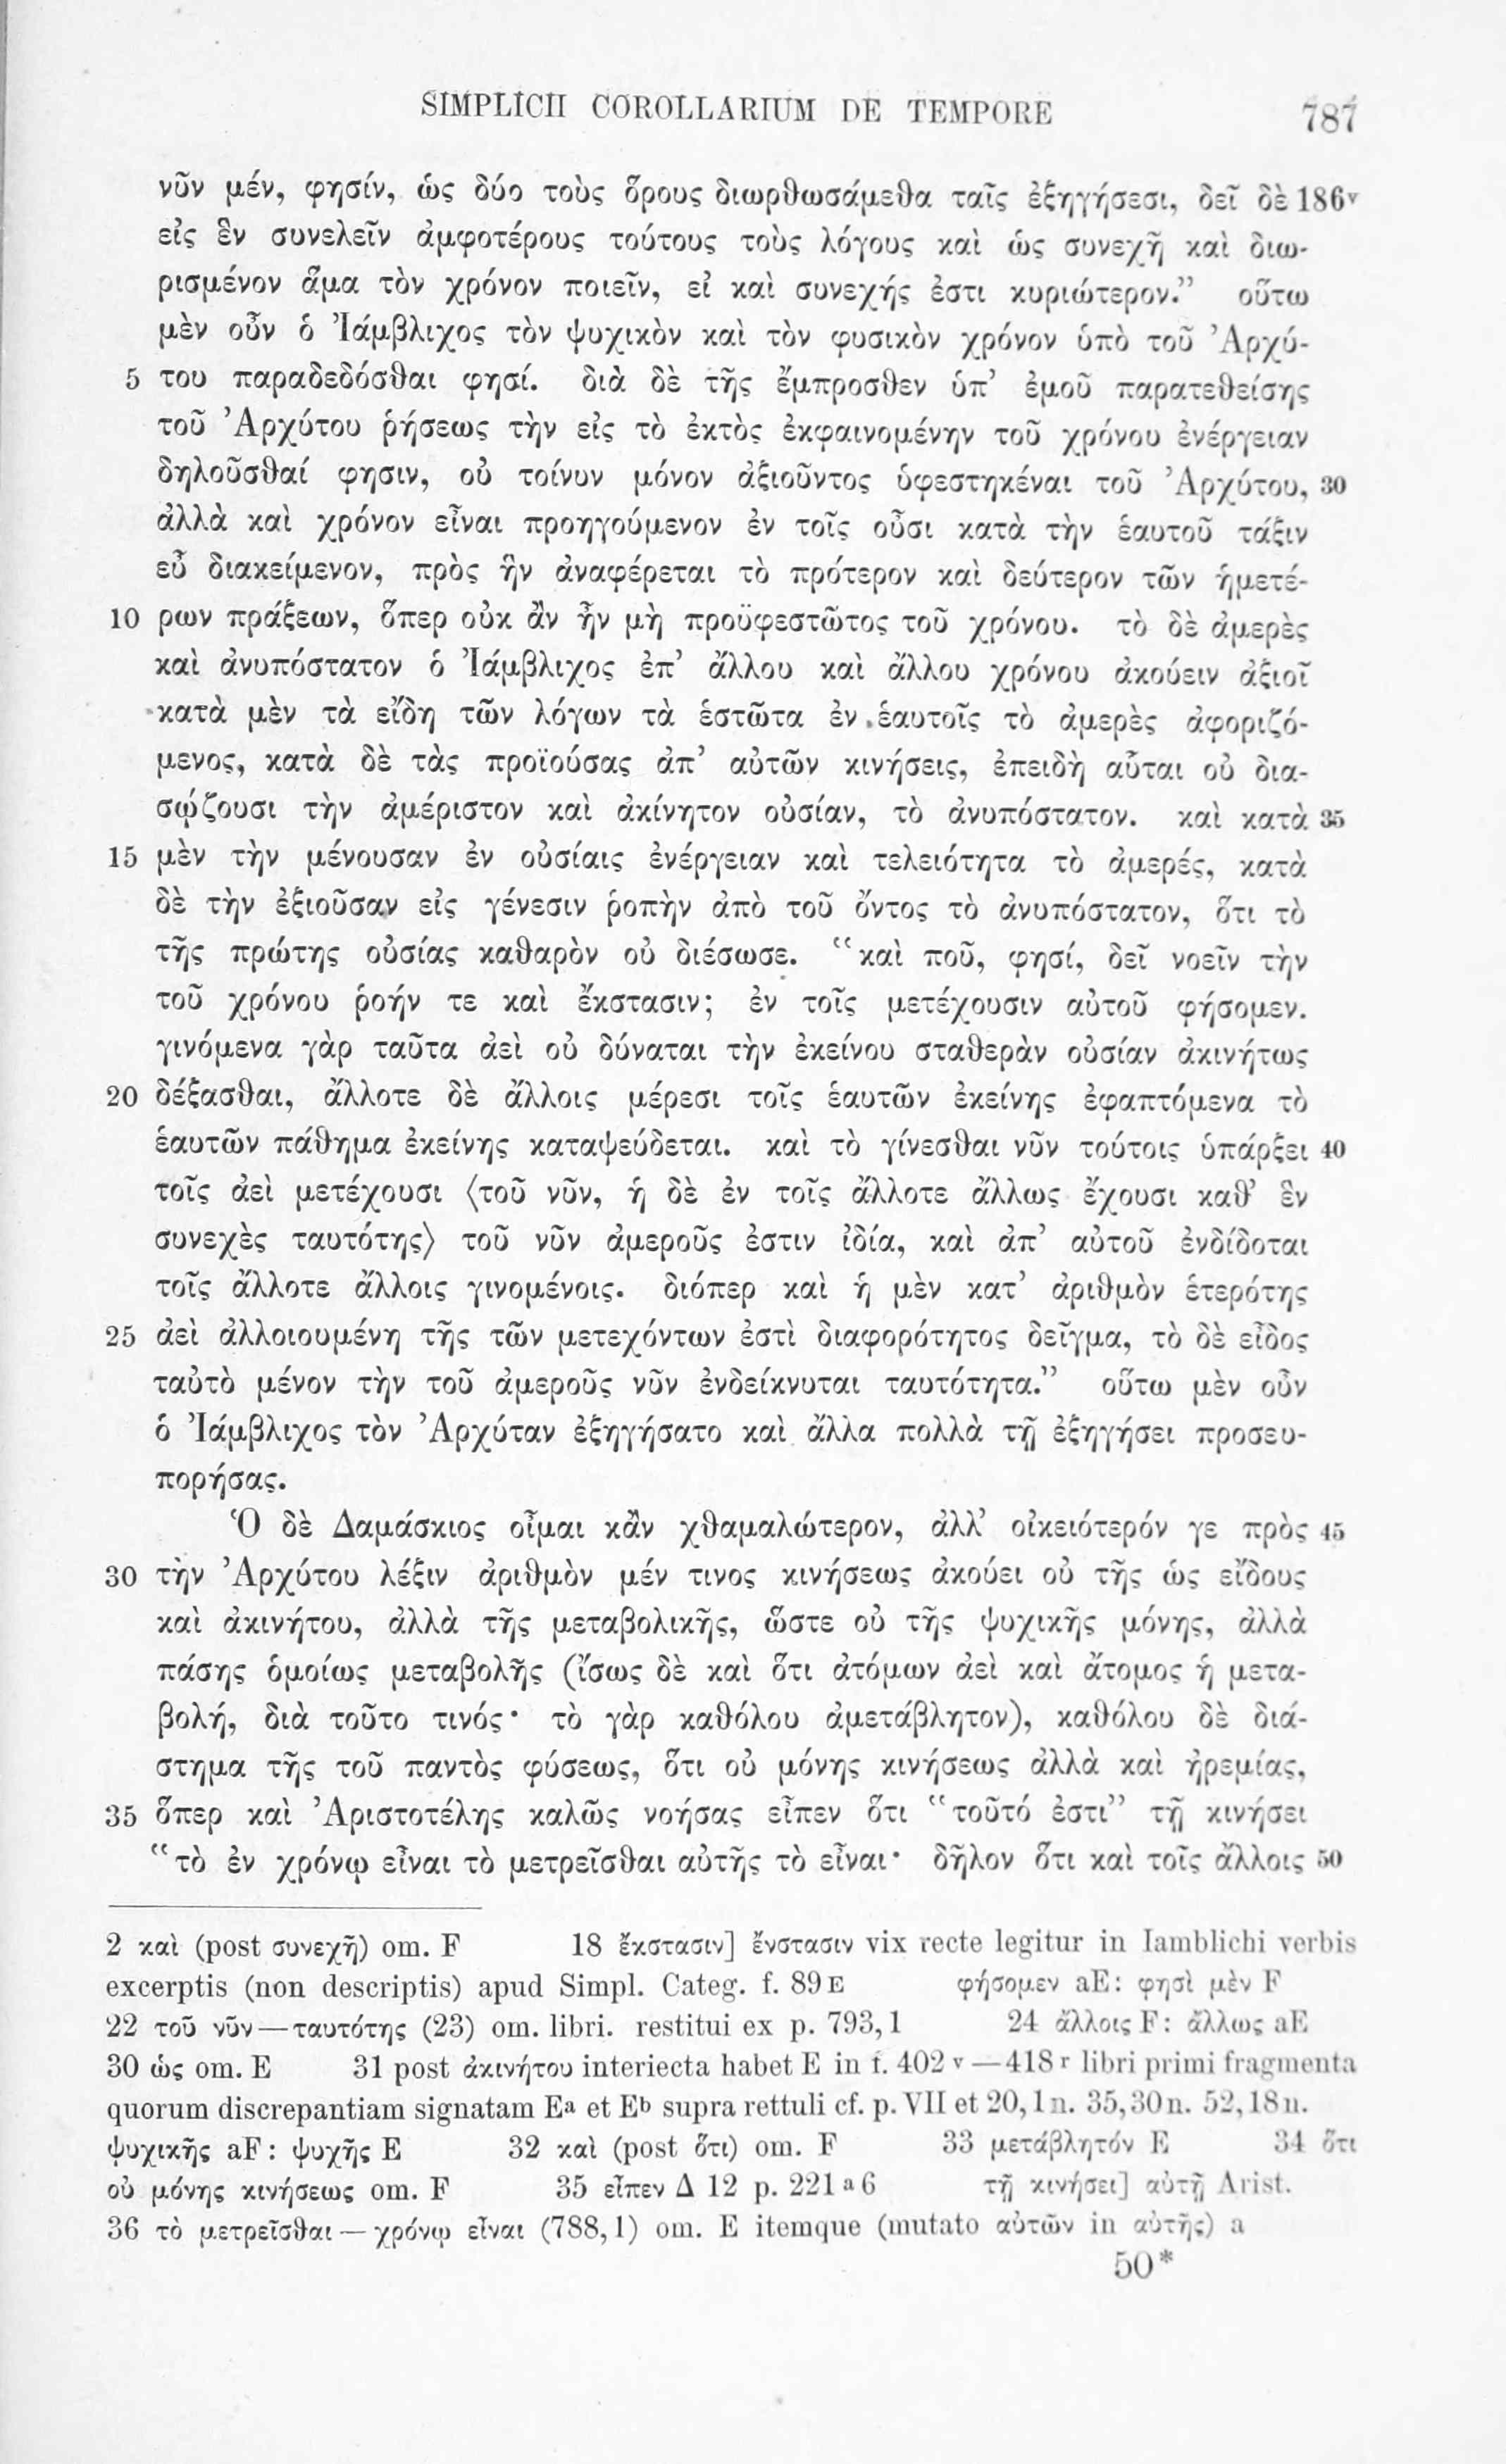 SIMPLICII COROLLARIUM DE TEMPORE 787
νῦν μέν, φησίν, ὡς δύο τοὺς ὅρους διωρθωσάμεθα ταῖς ἐξηγήσεσι, δεῖ δὲ 186v
εἰς ἓν συνελεῖν ἀμφοτέρους τούτους τοὺς λόγους καὶ ὡς συνεχῆ καὶ διω-
ρισμένον ἅμα τὸν χρόνον ποιεῖν, εἰ καὶ συνεχής ἐστι κυριώτερον.” οὕτω
μὲν οὖν ὁ Ἰάμβλιχος τὸν ψυχικὸν καὶ τὸν φυσικὸν χρόνον ὑπὸ τοῦ Ἀρχύ-
5 του παραδεδόσθαι φησί. διὰ δὲ τῆς ἔμπροσθεν ὑπ’ ἐμοῦ παρατεθείσης
τοῦ Ἀρχύτου ῥήσεως τὴν εἰς τὸ ἐκτὸς ἐκφαινομένην τοῦ χρόνου ἐνέργειαν
δηλοῦσθαί φησιν, οὐ τοίνυν μόνον ἀξιοῦντος ὑφεστηκέναι τοῦ Ἀρχύτου, 30
ἀλλὰ καὶ χρόνον εἶναι προηγούμενον ἐν τοῖς οὖσι κατὰ τὴν ἑαυτοῦ τάξιν
εὖ διακείμενον, πρὸς ἣν ἀναφέρεται τὸ πρότερον καὶ δεύτερον τῶν ἡμετέ-
10 ρων πράξεων, ὅπερ οὐκ ἂν ἦν μὴ προϋφεστῶτος τοῦ χρόνου. τὸ δὲ ἀμερὲς
καὶ ἀνυπόστατον ὁ Ἰάμβλιχος ἐπ’ ἄλλου καὶ ἄλλου χρόνου ἀκούειν ἀξιοῖ
κατὰ μὲν τὰ εἴδη τῶν λόγων τὰ ἑστῶτα ἐν ἑαυτοῖς τὸ ἀμερὲς ἀφοριζό-
μενος, κατὰ δὲ τὰς προϊούσας ἀπ’ αὐτῶν κινήσεις, ἐπειδὴ αὗται οὐ δια-
σῴζουσι τὴν ἀμέριστον καὶ ἀκίνητον οὐσίαν, τὸ ἀνυπόστατον. καὶ κατὰ 35
15 μὲν τὴν μένουσαν ἐν οὐσίαις ἐνέργειαν καὶ τελειότητα τὸ ἀμερές, κατὰ
δὲ τὴν ἐξιοῦσαν εἰς γένεσιν ῥοπὴν ἀπὸ τοῦ ὄντος τὸ ἀνυπόστατον, ὅτι τὸ
τῆς πρώτης οὐσίας καθαρὸν οὐ διέσωσε. “καὶ ποῦ, φησί, δεῖ νοεῖν τὴν
τοῦ χρόνου ῥοήν τε καὶ ἔκστασιν; ἐν τοῖς μετέχουσιν αὐτοῦ φήσομεν.
γινόμενα γὰρ ταῦτα ἀεὶ οὐ δύναται τὴν ἐκείνου σταθερὰν οὐσίαν ἀκινήτως
20 δέξασθαι, ἄλλοτε δὲ ἄλλοις μέρεσι τοῖς ἑαυτῶν ἐκείνης ἐφαπτόμενα τὸ
ἑαυτῶν πάθημα ἐκείνης καταψεύδεται. καὶ τὸ γίνεσθαι νῦν τούτοις ὑπάρξει 40
τοῖς ἀεὶ μετέχουσι ⟨τοῦ νῦν, ἡ δὲ ἐν τοῖς ἄλλοτε ἄλλως ἔχουσι καθ’ ἓν
συνεχὲς ταυτότης⟩ τοῦ νῦν ἀμεροῦς ἐστιν ἰδία, καὶ ἀπ’ αὐτοῦ ἐνδίδοται
τοῖς ἄλλοτε ἄλλοις γινομένοις. διόπερ καὶ ἡ μὲν κατ’ ἀριθμὸν ἑτερότης
25 ἀεὶ ἀλλοιουμένη τῆς τῶν μετεχόντων ἐστὶ διαφορότητος δεῖγμα, τὸ δὲ εἶδος
ταὐτὸ μένον τὴν τοῦ ἀμεροῦς νῦν ἐνδείκνυται ταυτότητα.” οὕτω μὲν οὖν
ὁ Ἰάμβλιχος τὸν Ἀρχύταν ἐξηγήσατο καὶ ἄλλα πολλὰ τῇ ἐξηγήσει προσευ-
πορήσας.
Ὁ δὲ Δαμάσκιος οἶμαι κἂν χθαμαλώτερον, ἀλλ’ οἰκειότερόν γε πρὸς 45
30 τὴν Ἀρχύτου λέξιν ἀριθμὸν μέν τινος κινήσεως ἀκούει οὐ τῆς ὡς εἴδους
καὶ ἀκινήτου, ἀλλὰ τῆς μεταβολικῆς, ὥστε οὐ τῆς ψυχικῆς μόνης, ἀλλὰ
πάσης ὁμοίως μεταβολῆς (ἴσως δὲ καὶ ὅτι ἀτόμων ἀεὶ καὶ ἄτομος ἡ μετα-
βολή, διὰ τοῦτο τινός· τὸ γὰρ καθόλου ἀμετάβλητον), καθόλου δὲ διά-
στημα τῆς τοῦ παντὸς φύσεως, ὅτι οὐ μόνης κινήσεως ἀλλὰ καὶ ἠρεμίας,
35 ὅπερ καὶ Ἀριστοτέλης καλῶς νοήσας εἶπεν ὅτι “τοῦτό ἐστι” τῇ κινήσει
“τὸ ἐν χρόνῳ εἶναι τὸ μετρεῖσθαι αὐτῆς τὸ εἶναι· δῆλον ὅτι καὶ τοῖς ἄλλοις 50
2 καὶ (post συνεχῆ) om. F 18 ἔκστασιν] ἔνστασιν vix recte legitur in Iamblichi verbis
excerptis (non descriptis) apud Simpl. Categ. f. 89E φήσομεν aE: φησὶ μὲν F
22 τοῦ νῦν—ταυτότης (23) om. libri. restitui ex p. 793,1 24 ἄλλοις F: ἄλλως aE
30 ὡς om. E 31 post ἀκινήτου interiecta habet E in f. 402v—418r libri primi fragmenta
quorum discrepantiam signatam Ea et Eb supra rettuli cf. p. VII et 20,1n. 35,30n. 52,18n.
ψυχικῆς aF: ψυχῆς E 32 καὶ (post ὅτι) om. F 33 μετάβλητόν E 34 ὅτι
οὐ μόνης κινήσεως om. F 35 εἶπεν Δ 12 p. 221a6 τῇ κινήσει] αὐτῇ Arist.
36 τὸ μετρεῖσθαι — χρόνῳ εἶναι (788,1) om. E itemque (mutato αὐτῶν in αὐτῆς) a
50*